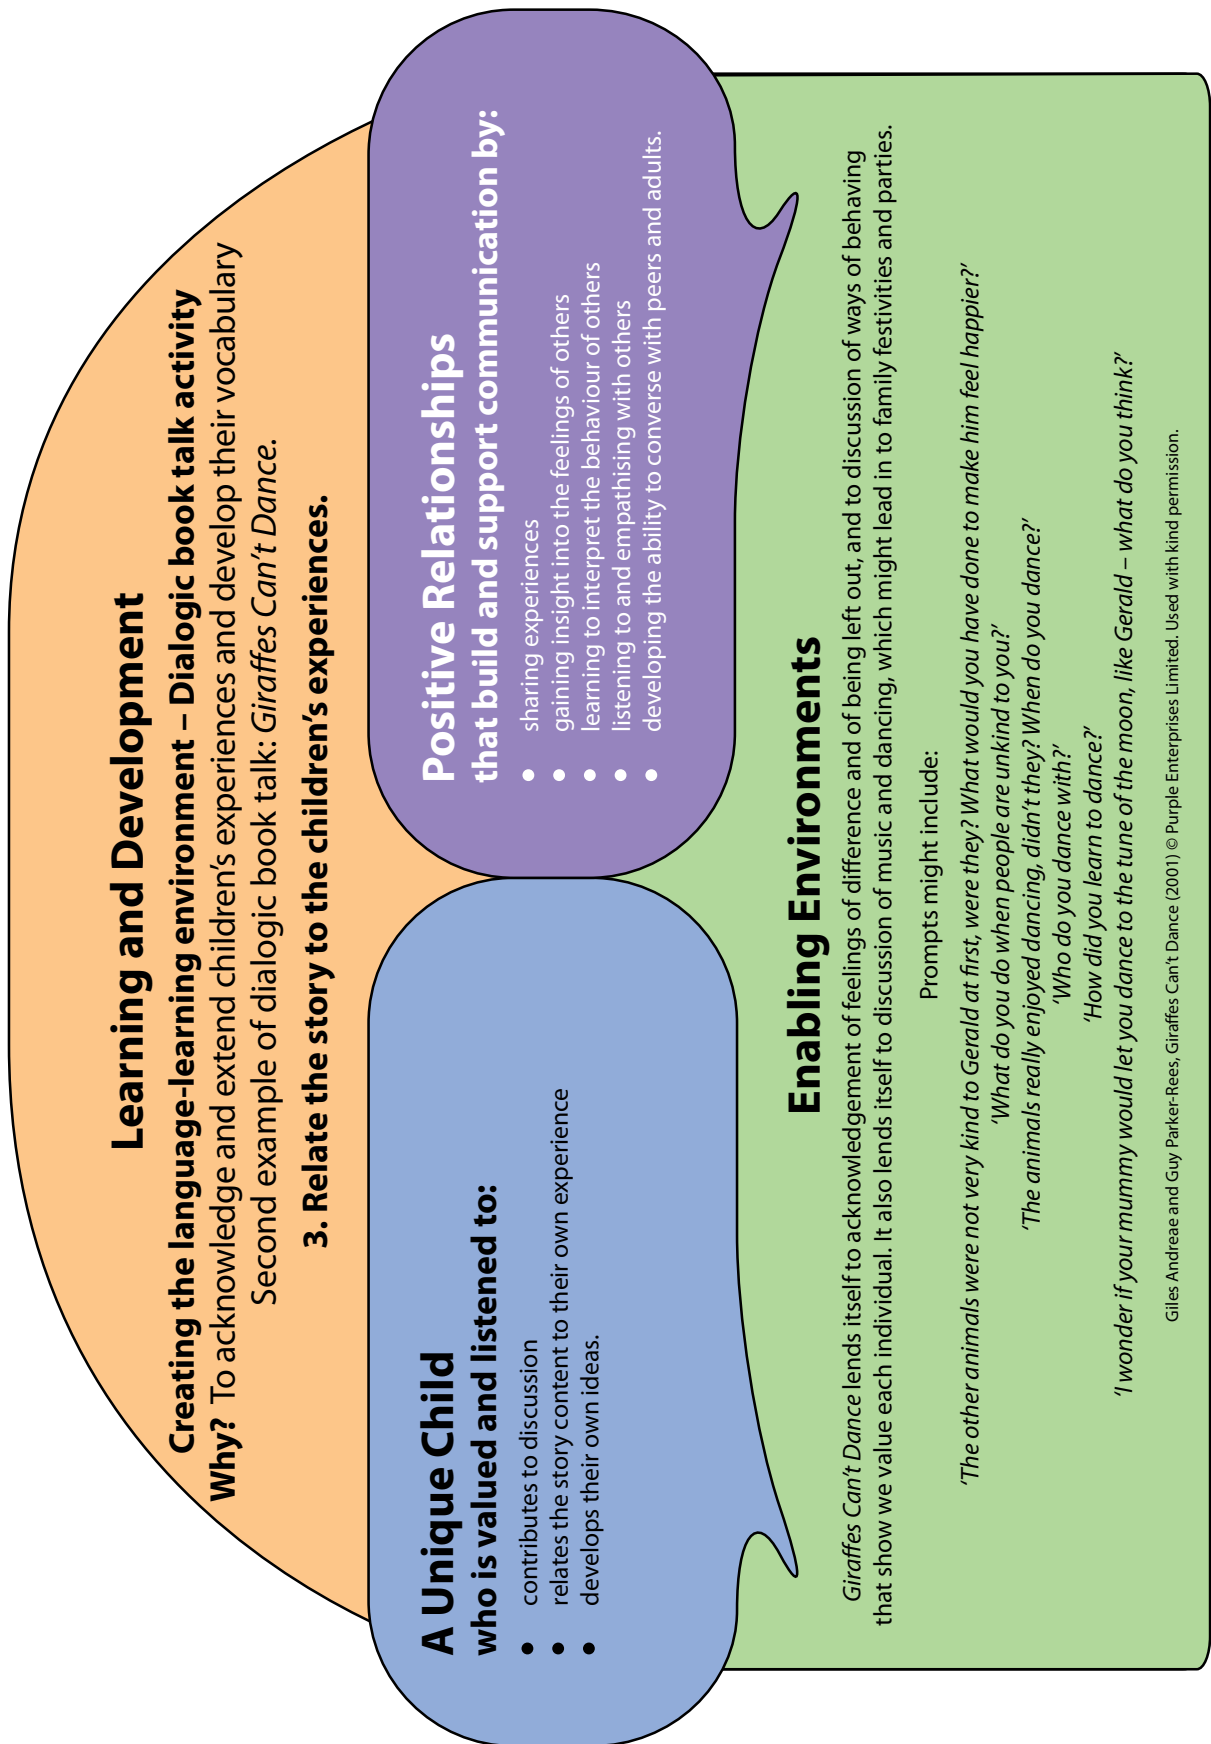 Learning and Development
Creating the language-learning environment – Dialogic book talk activity
Why? To acknowledge and extend children’s experiences and develop their vocabulary
Second example of dialogic book talk: Giraffes Can’t Dance.
3. Relate the story to the children’s experiences.
A Unique Child
who is valued and listened to:
• contributes to discussion
• relates the story content to their own experience
• develops their own ideas.
Positive Relationships
that build and support communication by:
• sharing experiences
• gaining insight into the feelings of others
• learning to interpret the behaviour of others
• listening to and empathising with others
• developing the ability to converse with peers and adults.
Enabling Environments
Giraffes Can’t Dance lends itself to acknowledgement of feelings of difference and of being left out, and to discussion of ways of behaving
that show we value each individual. It also lends itself to discussion of music and dancing, which might lead in to family festivities and parties.
Prompts might include:
‘The other animals were not very kind to Gerald at first, were they? What would you have done to make him feel happier?’
‘What do you do when people are unkind to you?’
‘The animals really enjoyed dancing, didn’t they? When do you dance?’
‘Who do you dance with?’
‘How did you learn to dance?’
‘I wonder if your mummy would let you dance to the tune of the moon, like Gerald – what do you think?’
Giles Andreae and Guy Parker-Rees, Giraffes Can’t Dance (2001) © Purple Enterprises Limited. Used with kind permission.